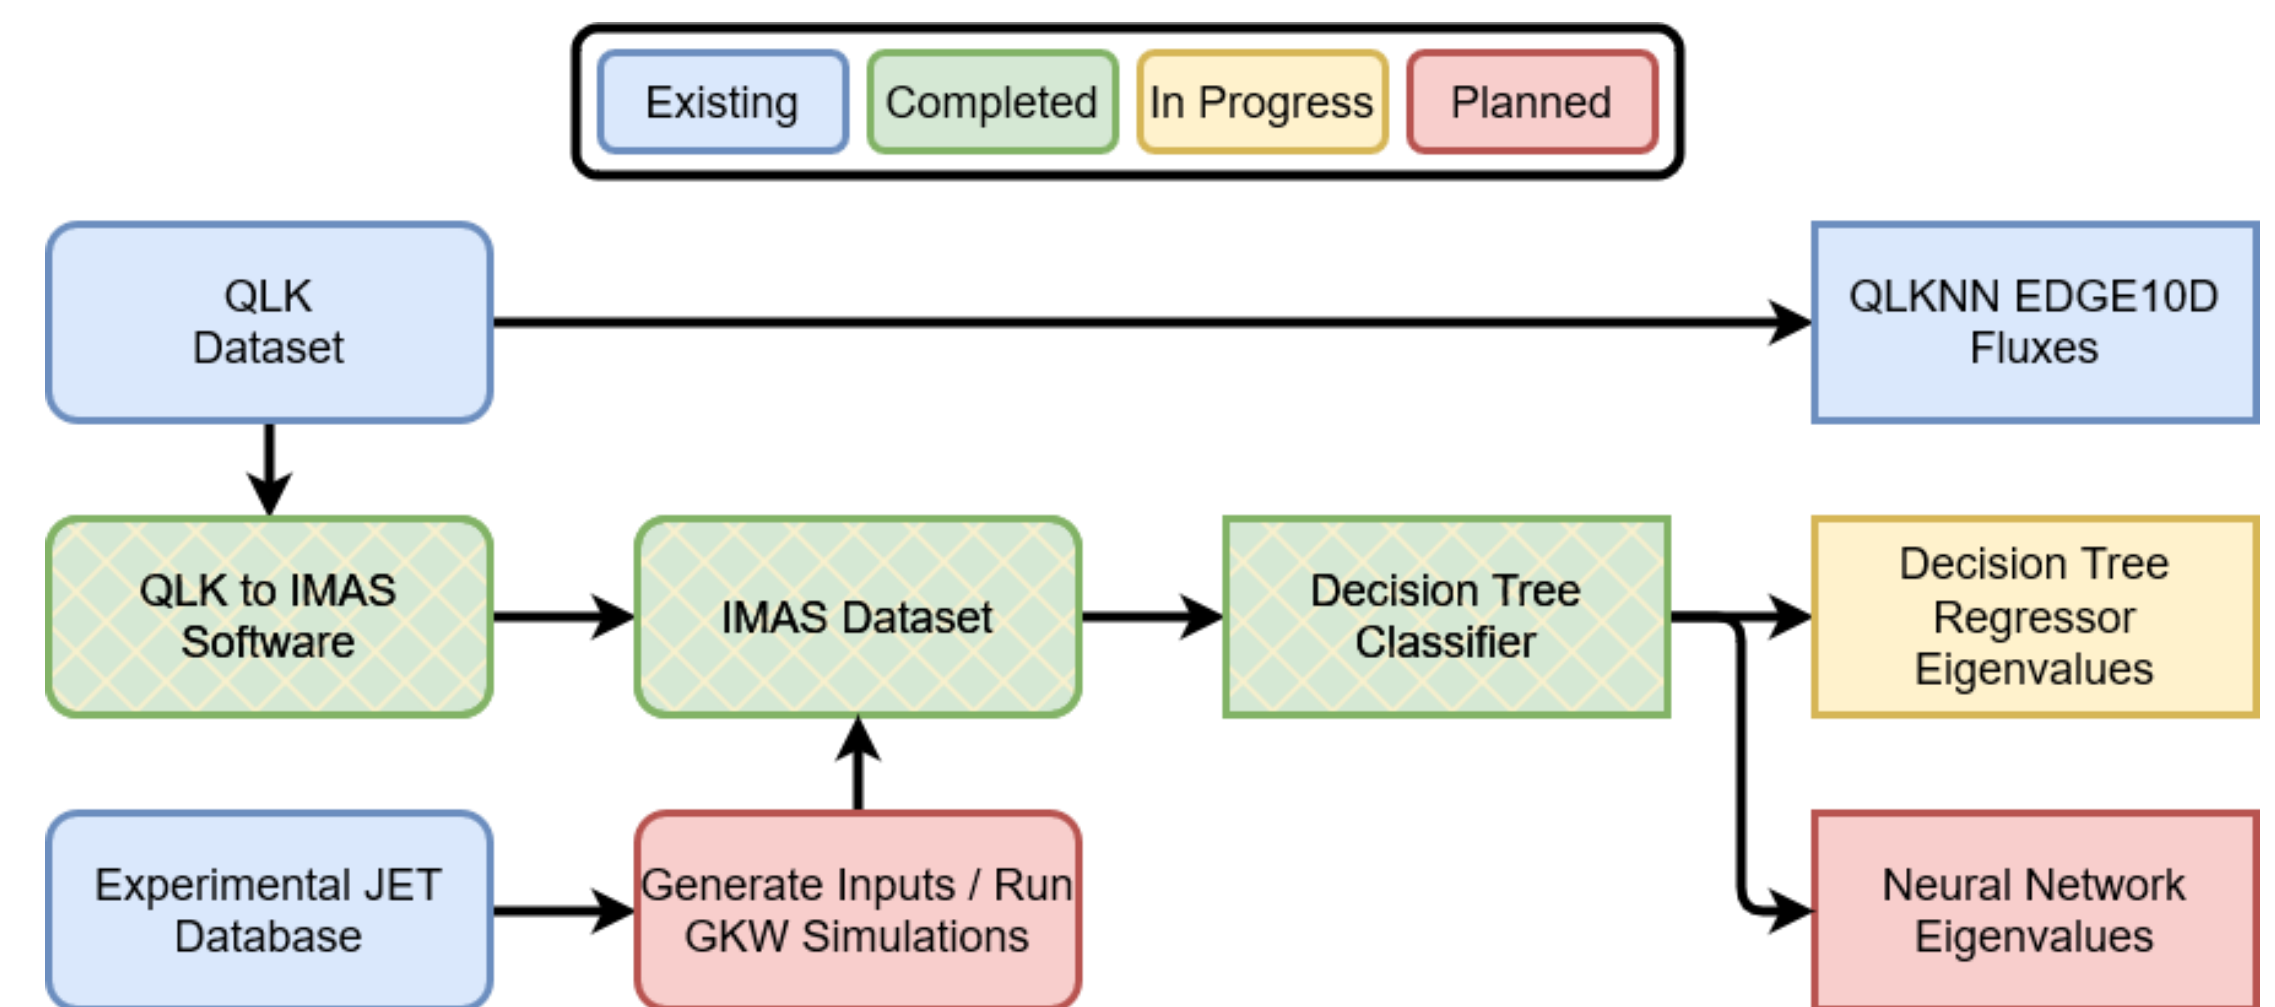 Existing
Completed
In Progress
Planned
QLK
Dataset
QLKNN EDGE10D
Fluxes
QLK to IMAS
Software
IMAS Dataset
Decision Tree
Classifier
Decision Tree
Regressor
Eigenvalues
Experimental JET
Database
Generate Inputs / Run
GKW Simulations
Neural Network
Eigenvalues